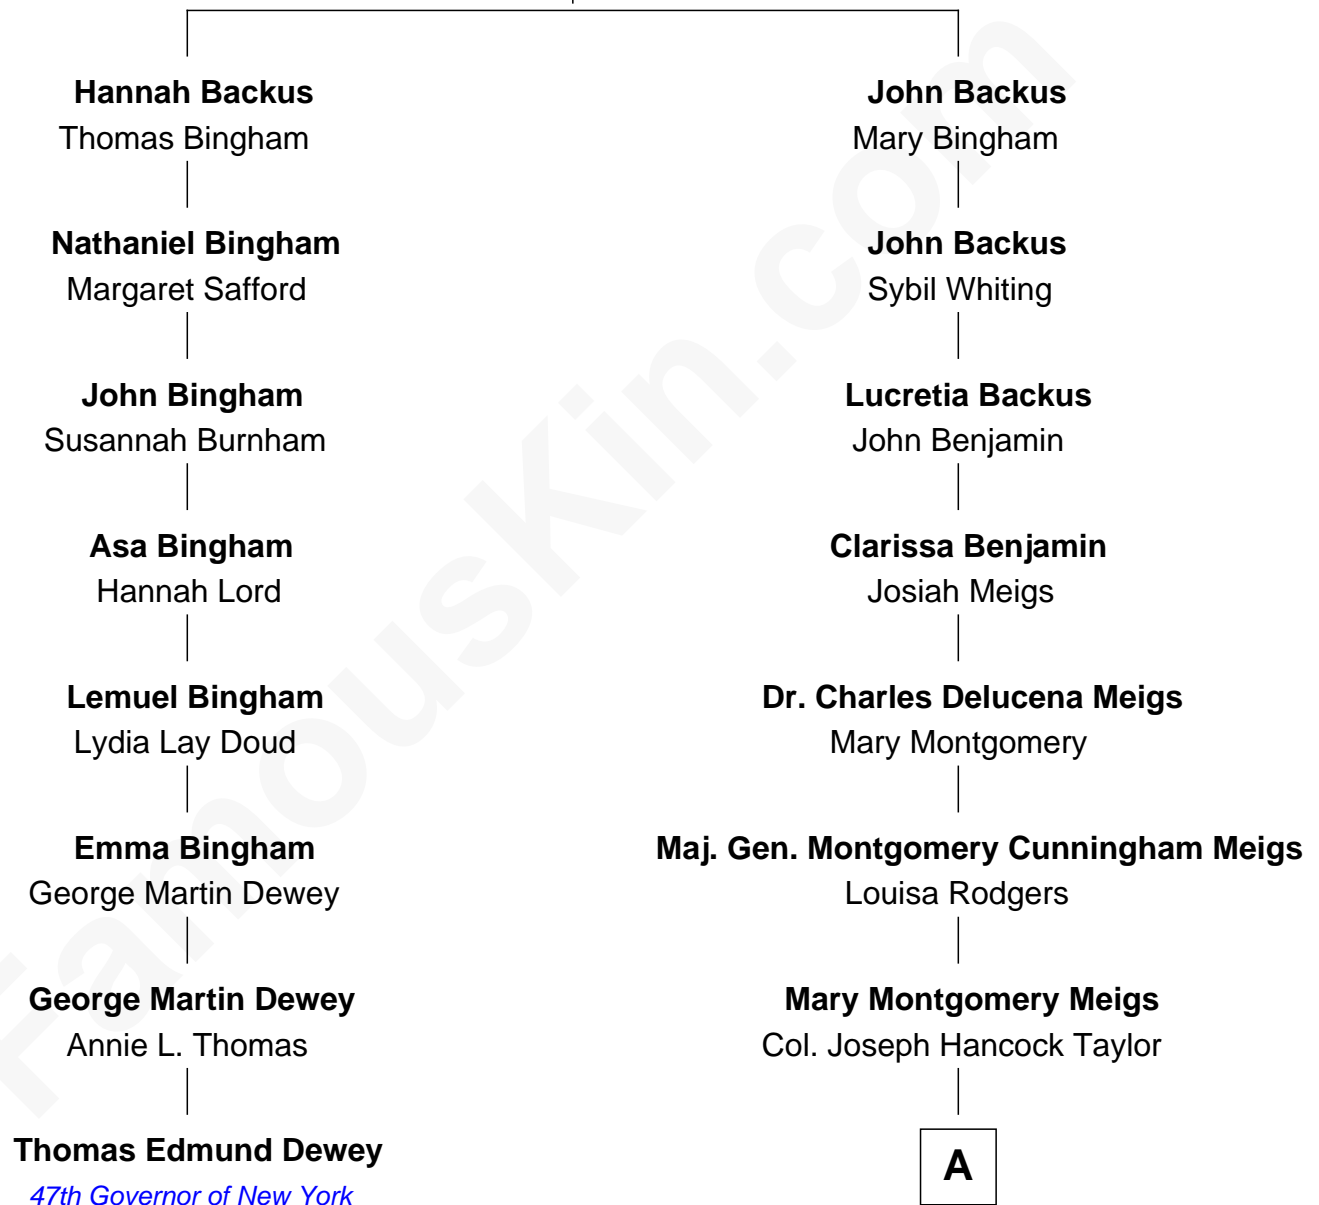 Hannah Backus
Thomas Bingham
Nathaniel Bingham
Margaret Safford
John Bingham
Susannah Burnham
Asa Bingham
Hannah Lord
Lemuel Bingham
Lydia Lay Doud
Emma Bingham
George Martin Dewey
George Martin Dewey
Annie L. Thomas
Thomas Edmund Dewey
47th Governor of New York
John Backus
Mary Bingham
John Backus
Sybil Whiting
Lucretia Backus
John Benjamin
Clarissa Benjamin
Josiah Meigs
Dr. Charles Delucena Meigs
Mary Montgomery
Maj. Gen. Montgomery Cunningham Meigs
Louisa Rodgers
Mary Montgomery Meigs
Col. Joseph Hancock Taylor
A
FamousKin.com